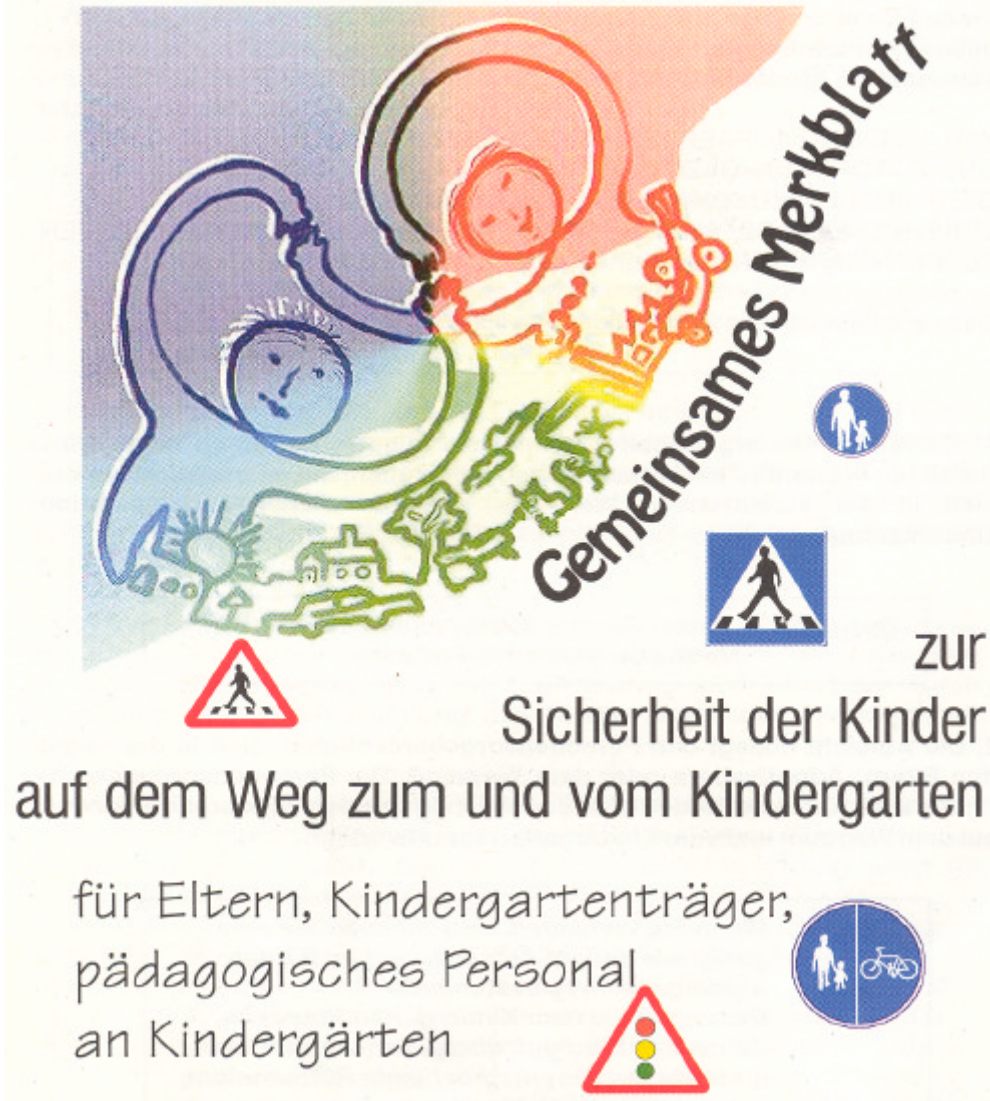 Gemeinsames Merkblatt
zur
Sicherheit der Kinder
auf dem Weg zum und vom Kindergarten
für Eltern, Kindergartenträger,
pädagogisches Personal
an Kindergärten